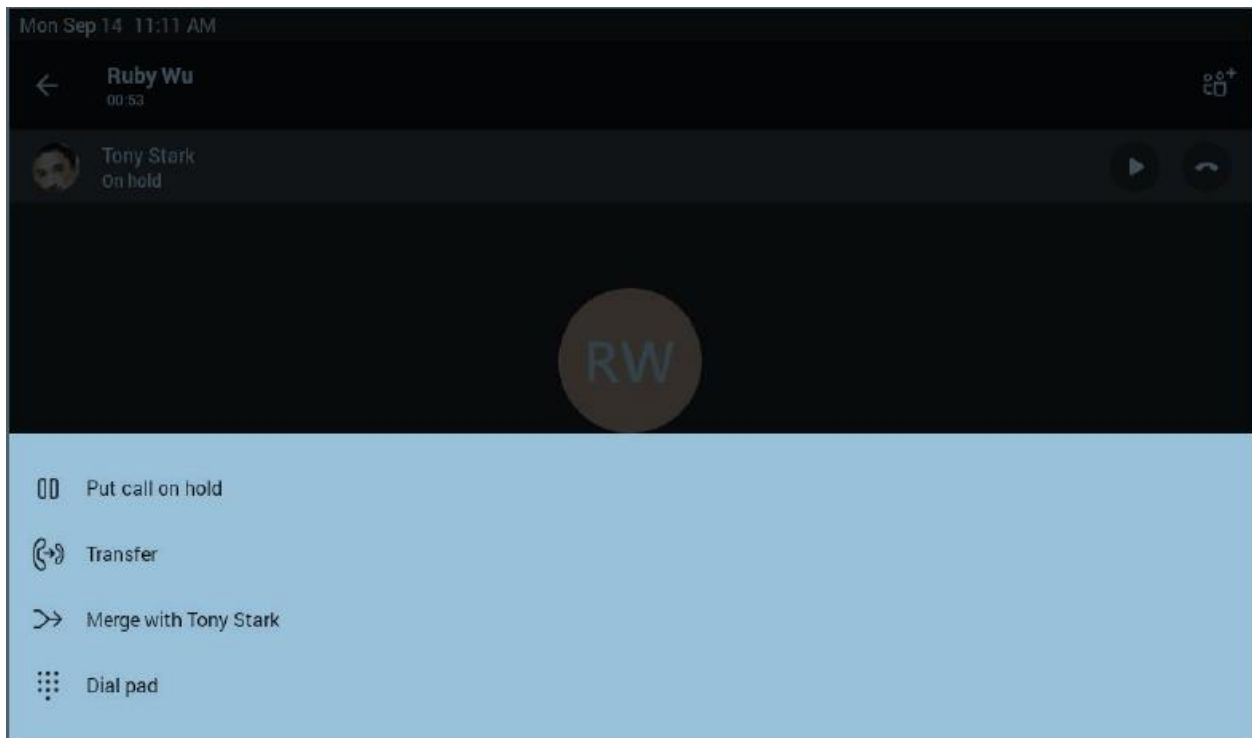 Mon Sep 14 11:11 AM
Ruby Wu
00:53
Tony Stark
On hold
RW
Put call on hold
Transfer
Merge with Tony Stark
Dial pad